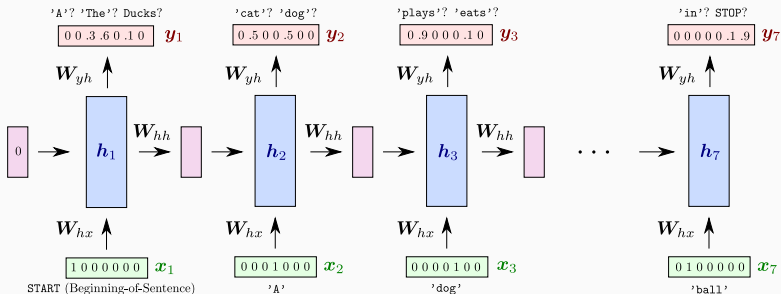 'A'? 'The'? Ducks?
'cat'? 'dog'?
'plays'? 'eats'?
'in'? STOP?
0 0 .3 .6 0 .1 0
y1
0 .5 0 0 .5 0 0
y2
0 .9 0 0 0 .1 0
y3
0 0 0 0 0 .1 .9
y7
Wyh
Wyh
Wyh
Wyh
0
h1
Whh
h2
Whh
h3
Whh
· · ·
h7
Whx
Whx
Whx
Whx
1 0 0 0 0 0 0
x1
0 0 0 1 0 0 0
x2
0 0 0 0 1 0 0
x3
0 1 0 0 0 0 0
x7
START (Beginning-of-Sentence)
'A'
'dog'
'ball'